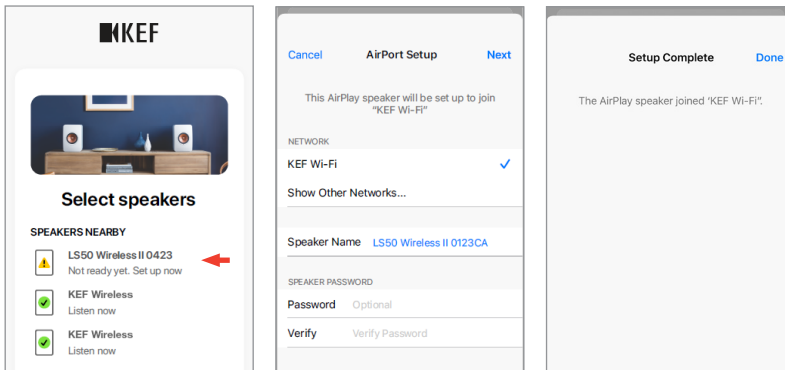 KEF
Select speakers
SPEAKERS NEARBY
LS50 Wireless II 0423
Not ready yet. Set up now
KEF Wireless
Listen now
KEF Wireless
Listen now
Cancel AirPort Setup Next
This AirPlay speaker will be set up to join
“KEF Wi-Fi”
NETWORK
KEF Wi-Fi
Show Other Networks...
Speaker Name LS50 Wireless II 0123CA
SPEAKER PASSWORD
Password Optional
Verify Verify Password
Setup Complete Done
The AirPlay speaker joined ‘KEF Wi-Fi”.